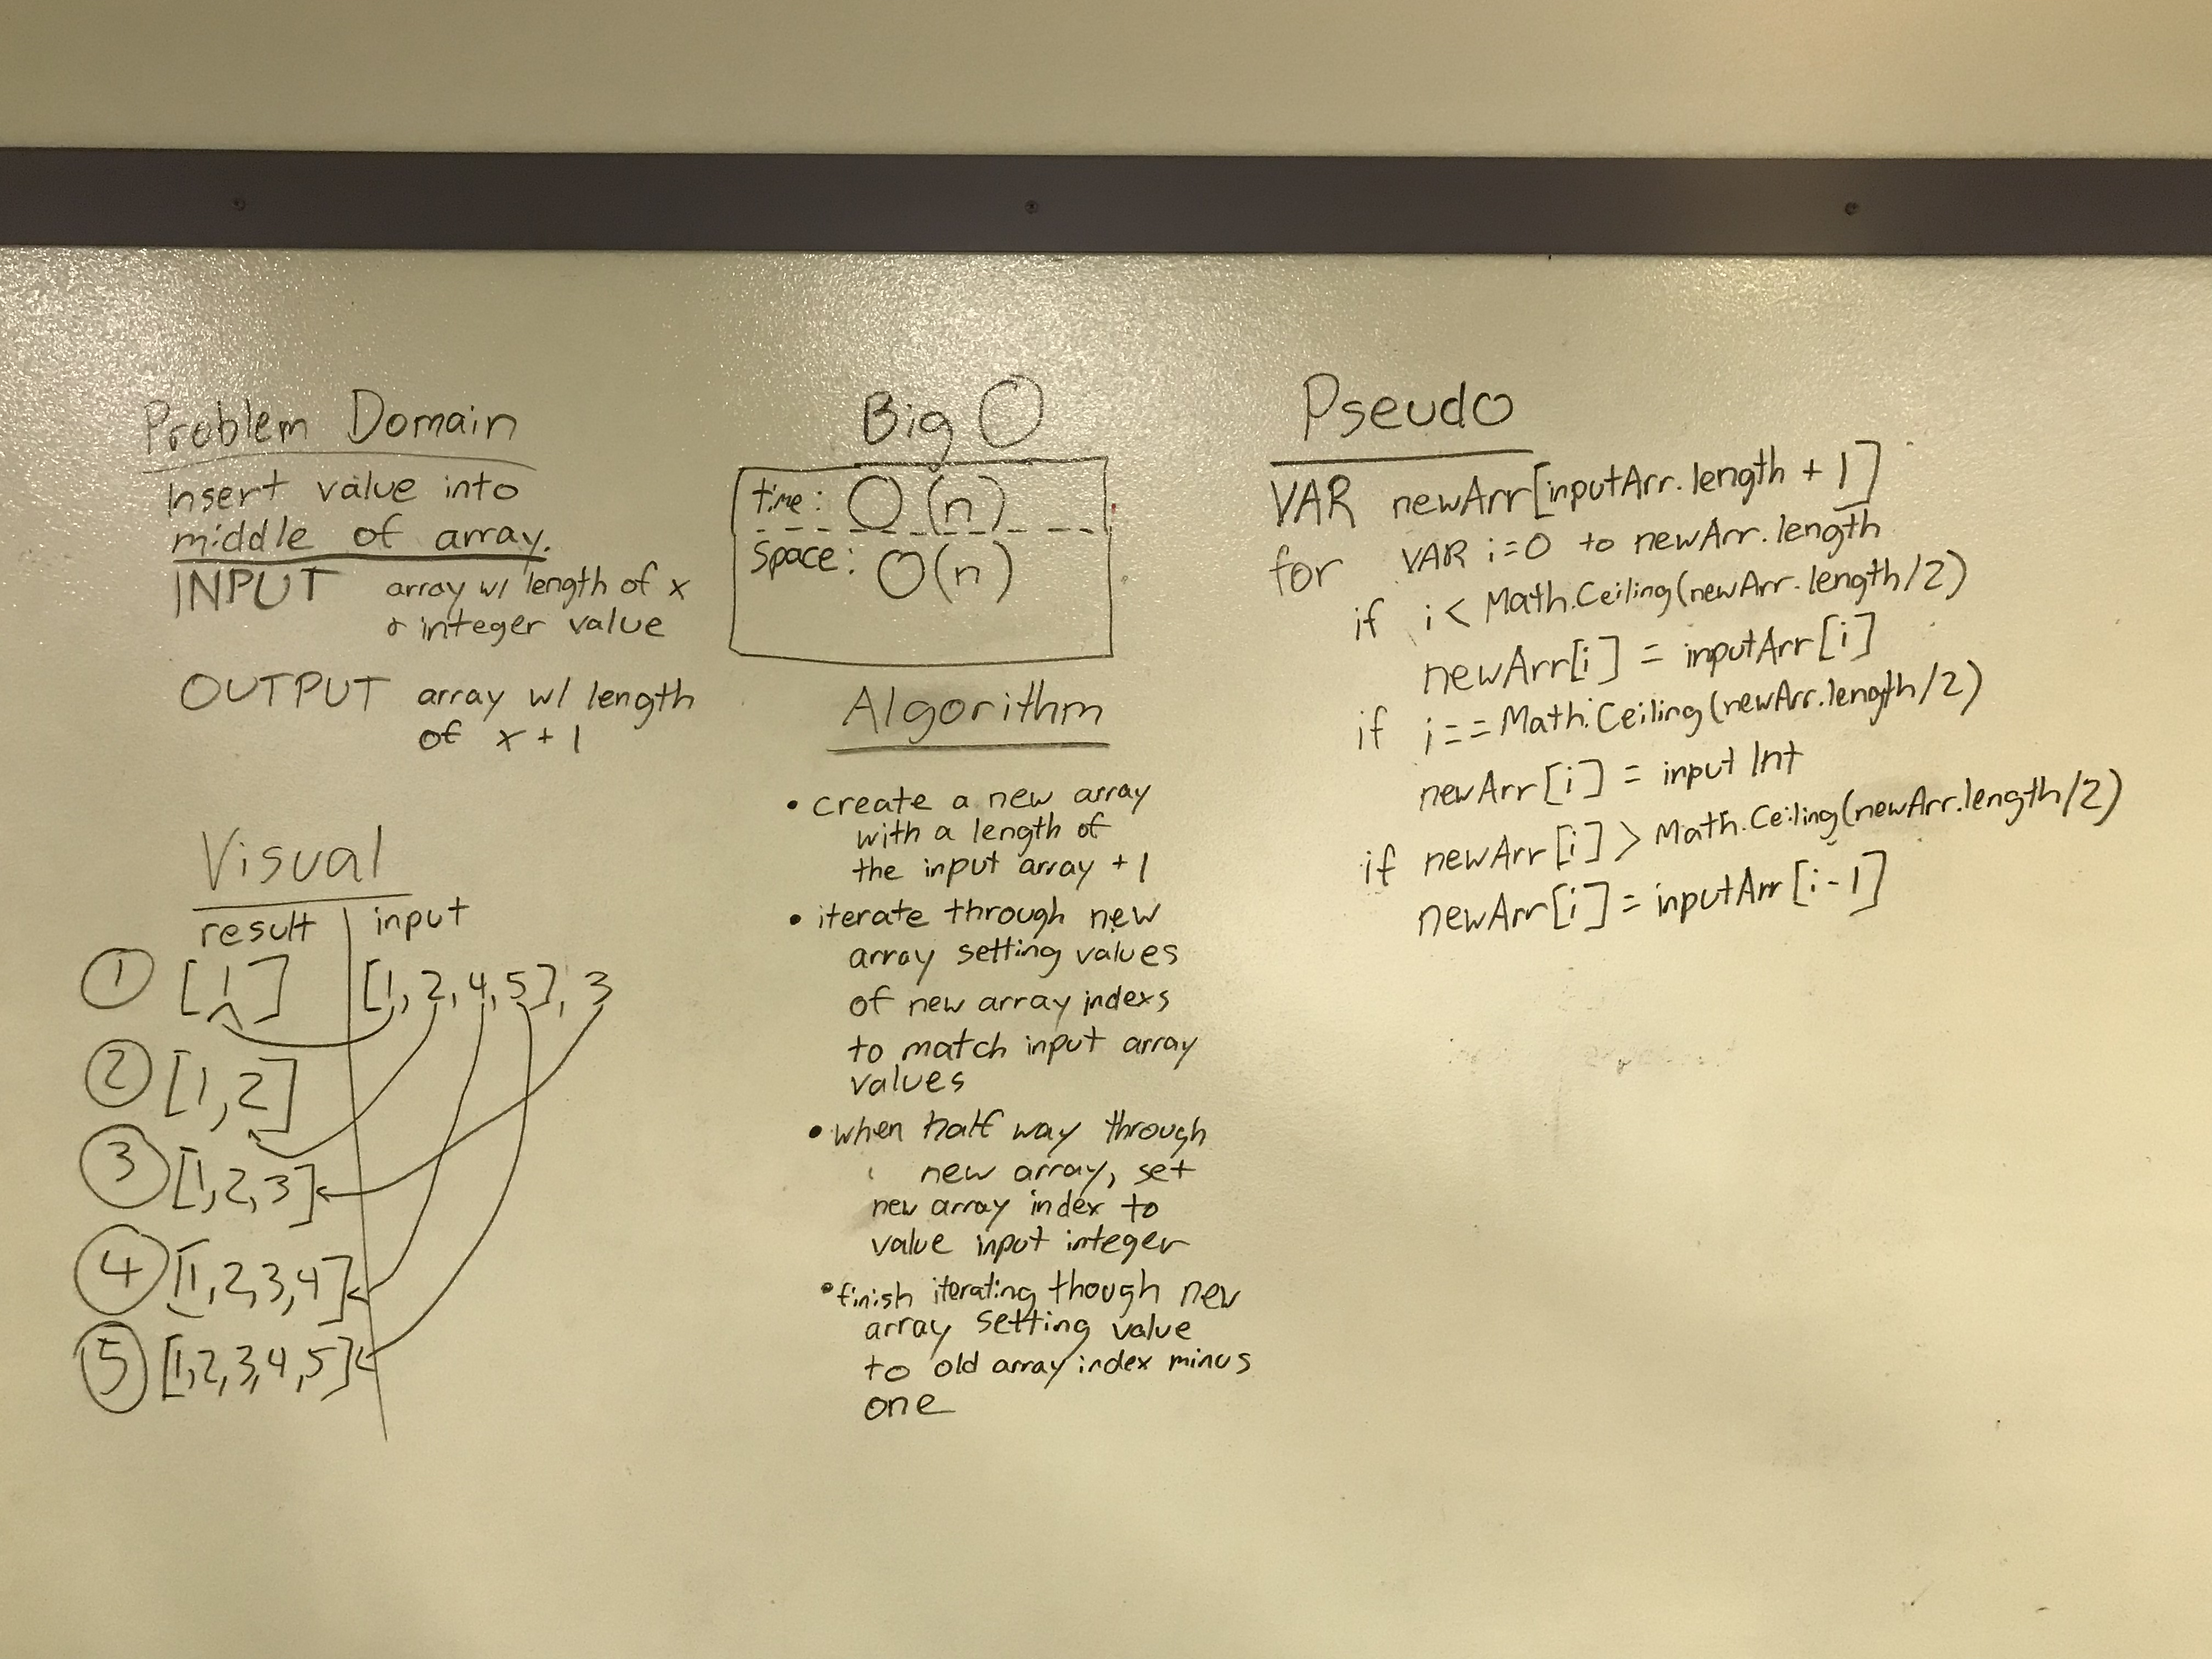 Problem Domain
Insert value into
middle of array.
INPUT array w/ length of x
& integer value
OUTPUT array w/ length
of x + 1
Visual
result | input
① [1] [1, 2, 4, 5], 3
② [1, 2]
③ [1, 2, 3]
④ [1, 2, 3, 4]
⑤ [1, 2, 3, 4, 5]
Big O
time: O(n)
Space: O(n)
Algorithm
• create a new array
with a length of
the input array + 1
• iterate through new
array setting values
of new array indexs
to match input array
values
• when half way through
new array, set
new array index to
value input integer
• finish iterating though new
array setting value
to old array index minus
one
Pseudo
VAR newArr[inputArr.length + 1]
for VAR i=0 to newArr.length
if i < Math.Ceiling(newArr.length/2)
newArr[i] = inputArr[i]
if i == Math.Ceiling(newArr.length/2)
newArr[i] = input Int
if newArr[i] > Math.Ceiling(newArr.length/2)
newArr[i] = inputArr[i-1]